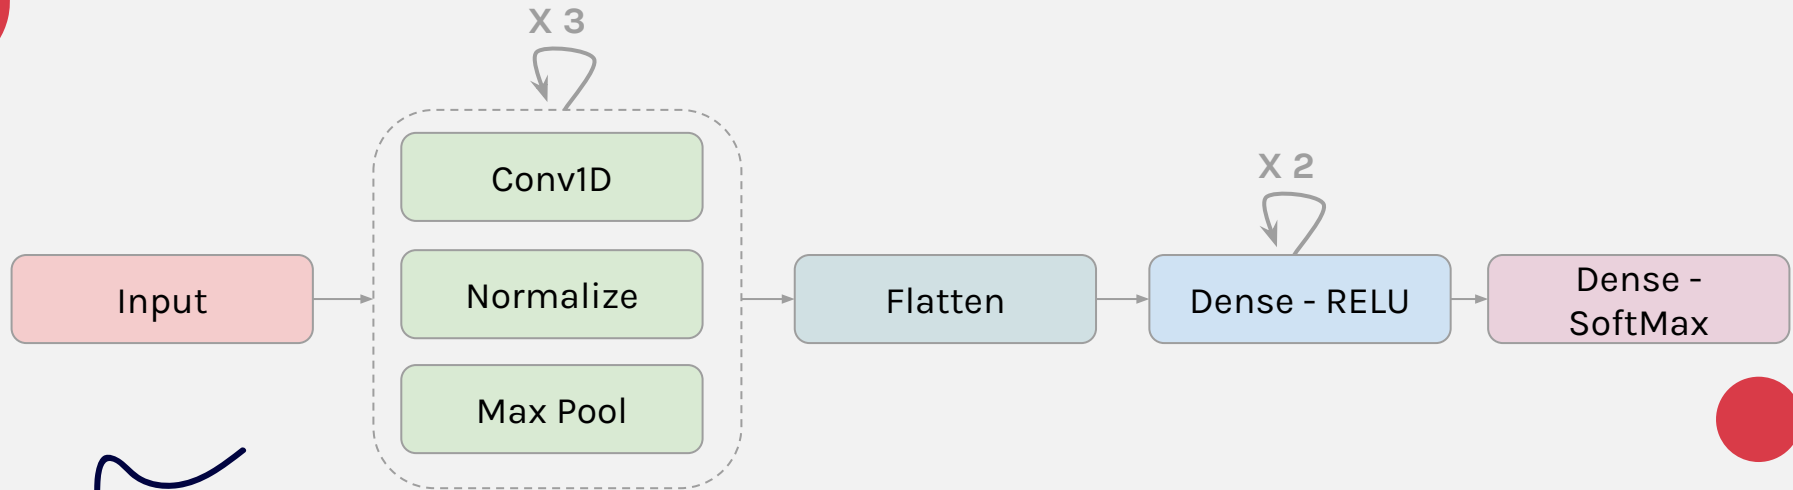 X 3
Conv1D
Normalize
Max Pool
Input
Flatten
X 2
Dense - RELU
Dense -
SoftMax